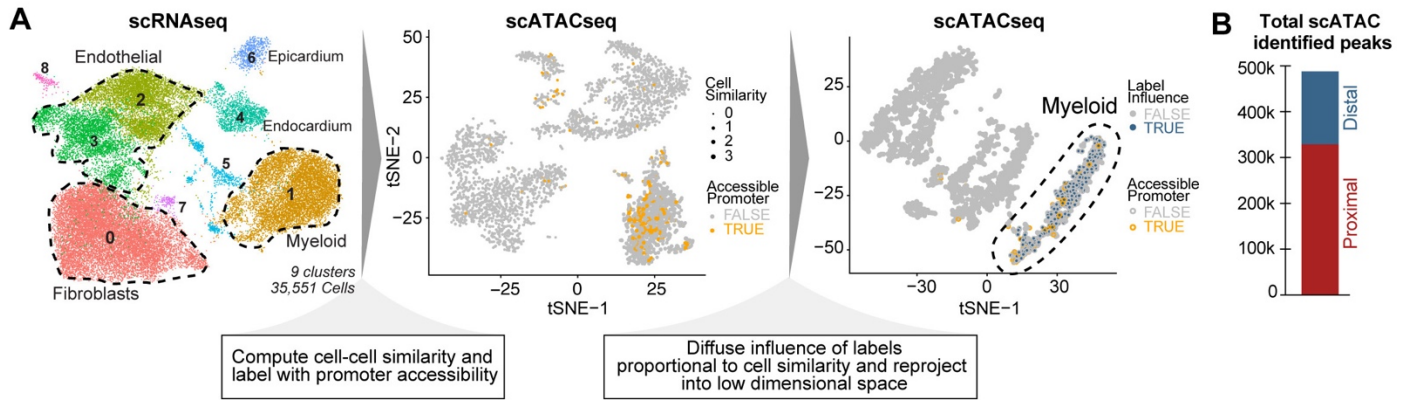 A
scRNAseq
8
Endothelial
2
6
Epicardium
3
4
Endocardium
5
7
1
0
Myeloid
9 clusters
35,551 Cells
Fibroblasts
scATACseq
50
25
0
−25
tSNE−2
−25
0
25
tSNE−1
Cell
Similarity
0
1
2
3
Accessible
Promoter
FALSE
TRUE
scATACseq
25
0
−25
−50
−30
0
30
tSNE−1
Myeloid
Label
Influence
FALSE
TRUE
Accessible
Promoter
FALSE
TRUE
Compute cell-cell similarity and
label with promoter accessibility
Diffuse influence of labels
proportional to cell similarity and reproject
into low dimensional space
B
Total scATAC
identified peaks
500k
400k
300k
200k
100k
0
Distal
Proximal